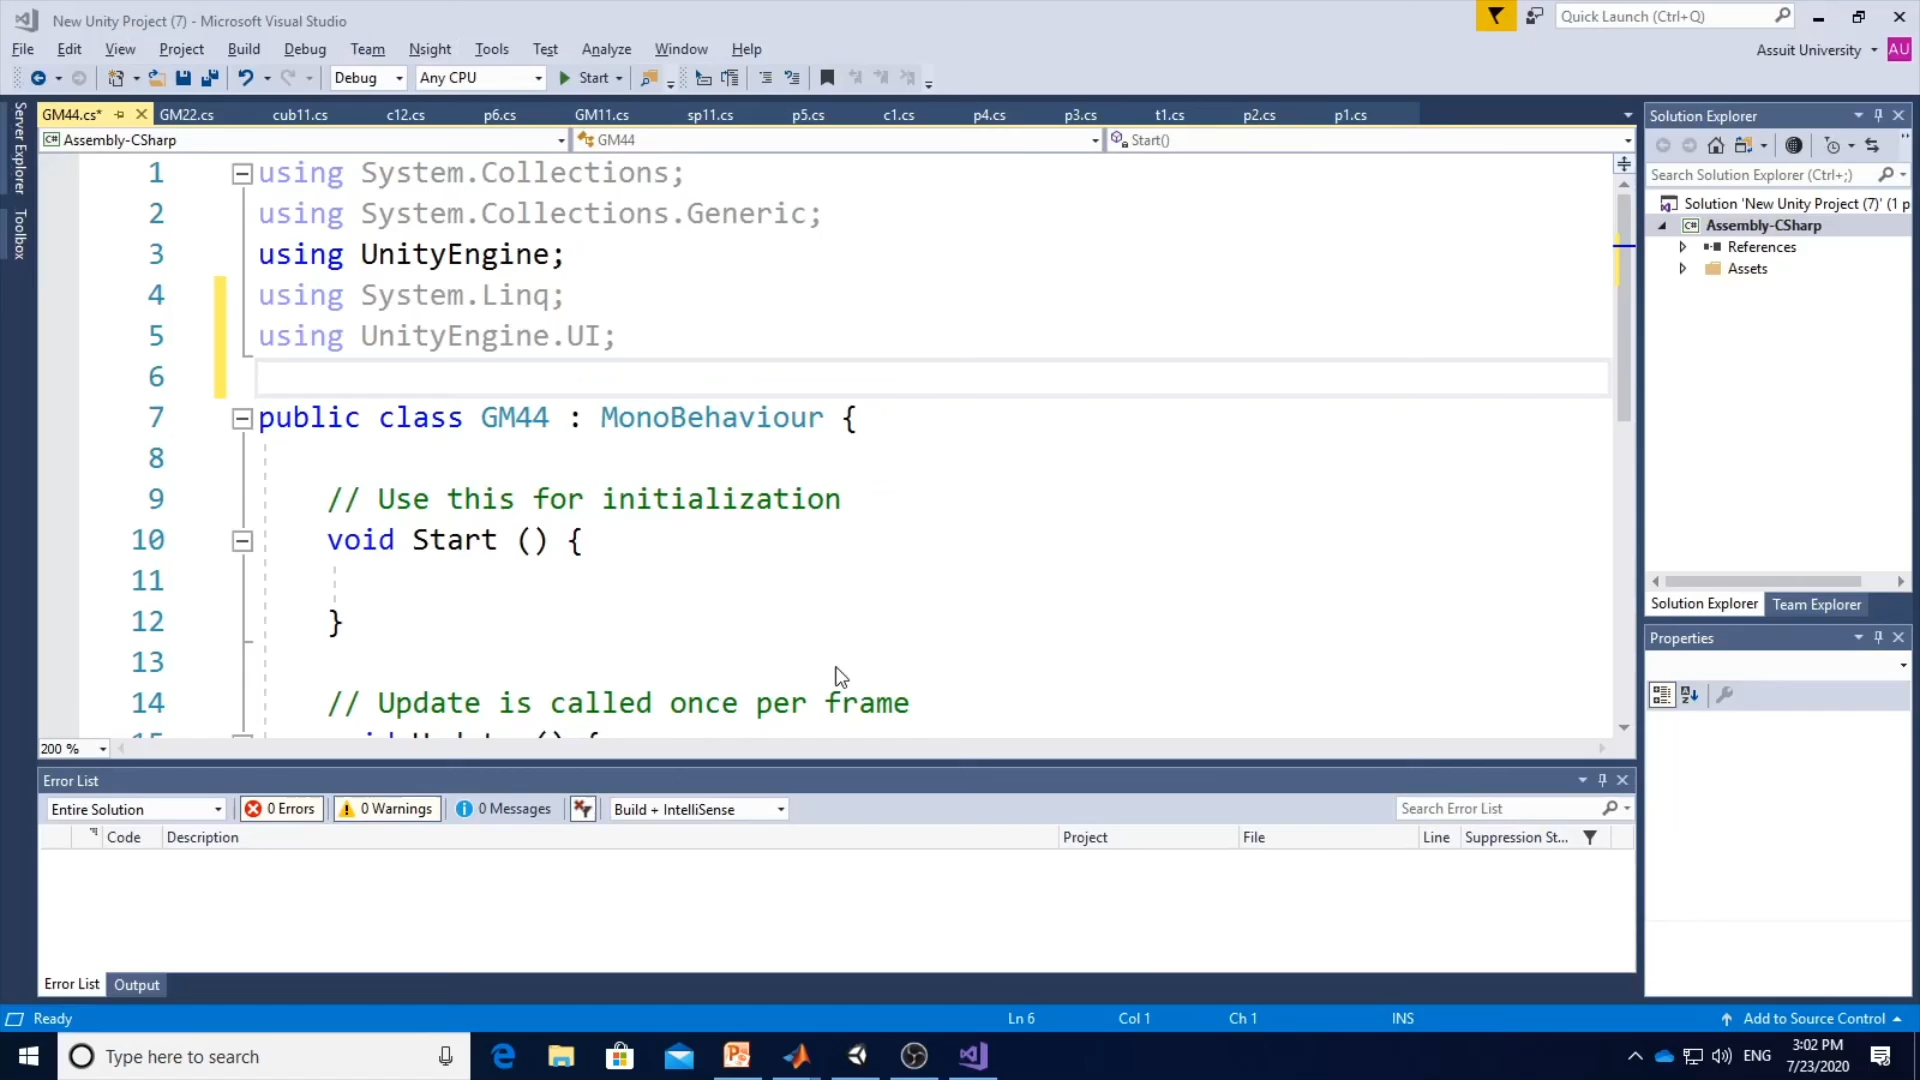 New Unity Project (7) - Microsoft Visual Studio
Quick Launch (Ctrl+Q)
File Edit View Project Build Debug Team Nsight Tools Test Analyze Window Help
Assuit University AU
Debug Any CPU Start
Server Explorer
Toolbox
GM44.cs* GM22.cs cub11.cs c12.cs p6.cs GM11.cs sp11.cs p5.cs c1.cs p4.cs p3.cs t1.cs p2.cs p1.cs
Assembly-CSharp GM44 Start()
1 using System.Collections;
2 using System.Collections.Generic;
3 using UnityEngine;
4 using System.Linq;
5 using UnityEngine.UI;
6
7 public class GM44 : MonoBehaviour {
8
9 // Use this for initialization
10 void Start () {
11
12 }
13
14 // Update is called once per frame
200 %
Solution Explorer
Search Solution Explorer (Ctrl+;)
Solution 'New Unity Project (7)' (1 p
Assembly-CSharp
References
Assets
Solution Explorer Team Explorer
Properties
Error List
Entire Solution 0 Errors 0 Warnings 0 Messages Build + IntelliSense Search Error List
Code Description Project File Line Suppression St...
Error List Output
Ready Ln 6 Col 1 Ch 1 INS Add to Source Control
Type here to search
ENG 3:02 PM
7/23/2020